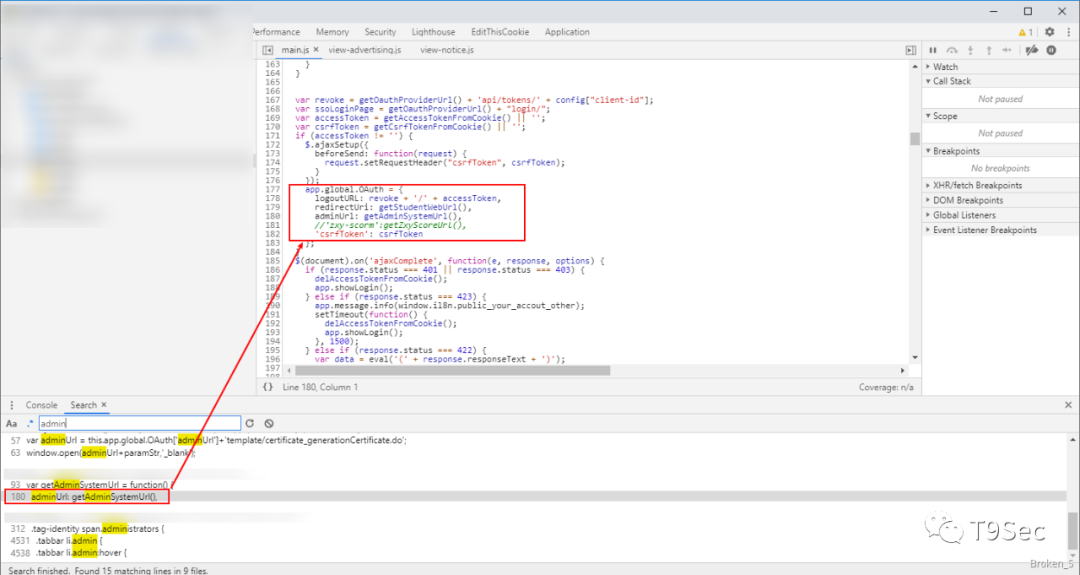 Performance Memory Security Lighthouse EditThisCookie Application 1
main.js × view-advertising.js view-notice.js
163 }
164 }
165
166
167 var revoke = getOauthProviderUrl() + 'api/tokens/' + config["client-id"];
168 var ssoLoginPage = getOauthProviderUrl() + "login/";
169 var accessToken = getAccessTokenFromCookie() || '';
170 var csrfToken = getCsrfTokenFromCookie() || '';
171 if (accessToken != '') {
172 $.ajaxSetup({
173 beforeSend: function(request) {
174 request.setRequestHeader("csrfToken", csrfToken);
175 }
176 });
177 app.global.OAuth = {
178 logoutURL: revoke + '/' + accessToken,
179 redirectUri: getStudentWebUrl(),
180 adminUrl: getAdminSystemUrl(),
181 //'zxy-scorm':getZxyScoreUrl(),
182 'csrfToken': csrfToken
183 };
184
185 $(document).on('ajaxComplete', function(e, response, options) {
186 if (response.status === 401 || response.status === 403) {
187 delAccessTokenFromCookie();
188 app.showLogin();
189 } else if (response.status === 423) {
190 app.message.info(window.i18n.public_your_accout_other);
191 setTimeout(function() {
192 delAccessTokenFromCookie();
193 app.showLogin();
194 }, 1500);
195 } else if (response.status === 422) {
196 var data = eval('(' + response.responseText + ')');
197
{} Line 180, Column 1 Coverage: n/a
Watch
Call Stack
Not paused
Scope
Not paused
Breakpoints
No breakpoints
XHR/fetch Breakpoints
DOM Breakpoints
Global Listeners
Event Listener Breakpoints
Console Search ×
Aa .* admin
57 var adminUrl = this.app.global.OAuth['adminUrl']+'template/certificate_generationCertificate.do';
63 window.open(adminUrl+paramStr,'_blank');
93 var getAdminSystemUrl = function() {
180 adminUrl: getAdminSystemUrl(),
312 .tag-identity span.administrators {
4531 .tabbar li.admin {
4538 .tabbar li.admin:hover {
Search finished. Found 15 matching lines in 9 files.
T9Sec
Broken_5